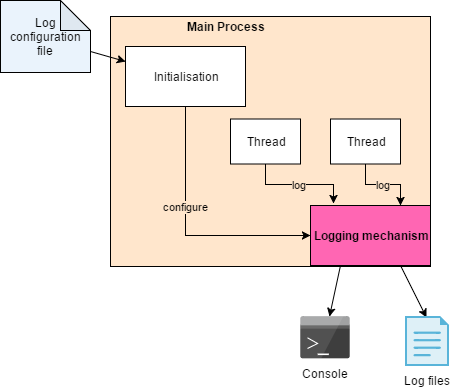 Log
configuration
file
Main Process
Initialisation
Thread
Thread
log
log
configure
Logging mechanism
>_
Console
Log files